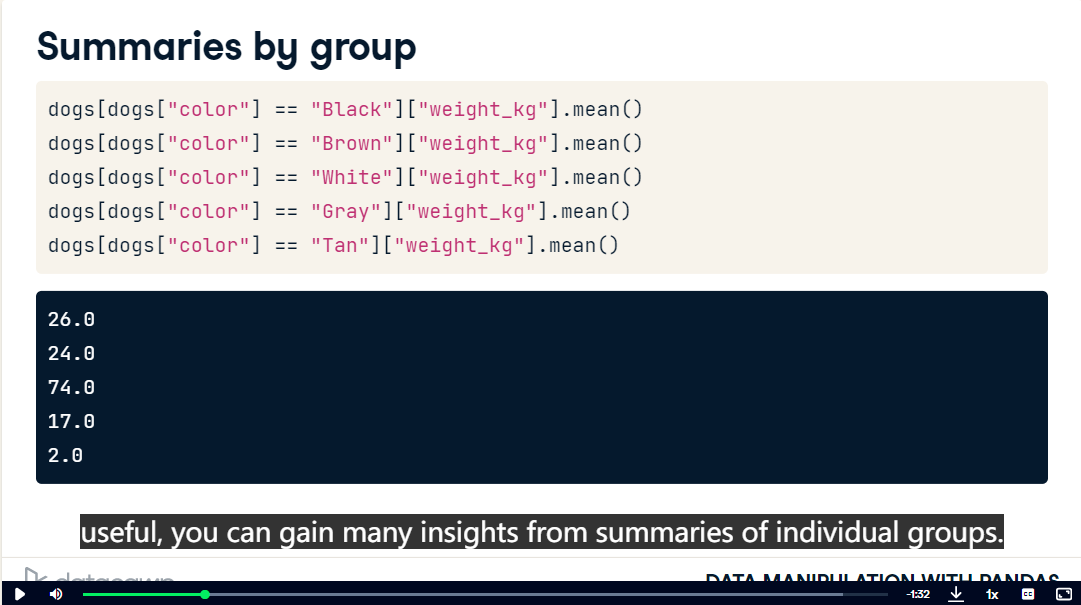 Summaries by group
dogs[dogs["color"] == "Black"]["weight_kg"].mean()
dogs[dogs["color"] == "Brown"]["weight_kg"].mean()
dogs[dogs["color"] == "White"]["weight_kg"].mean()
dogs[dogs["color"] == "Gray"]["weight_kg"].mean()
dogs[dogs["color"] == "Tan"]["weight_kg"].mean()
26.0
24.0
74.0
17.0
2.0
useful, you can gain many insights from summaries of individual groups.
datacamp
DATA MANIPULATION WITH PANDAS
-1:32
1x
CC